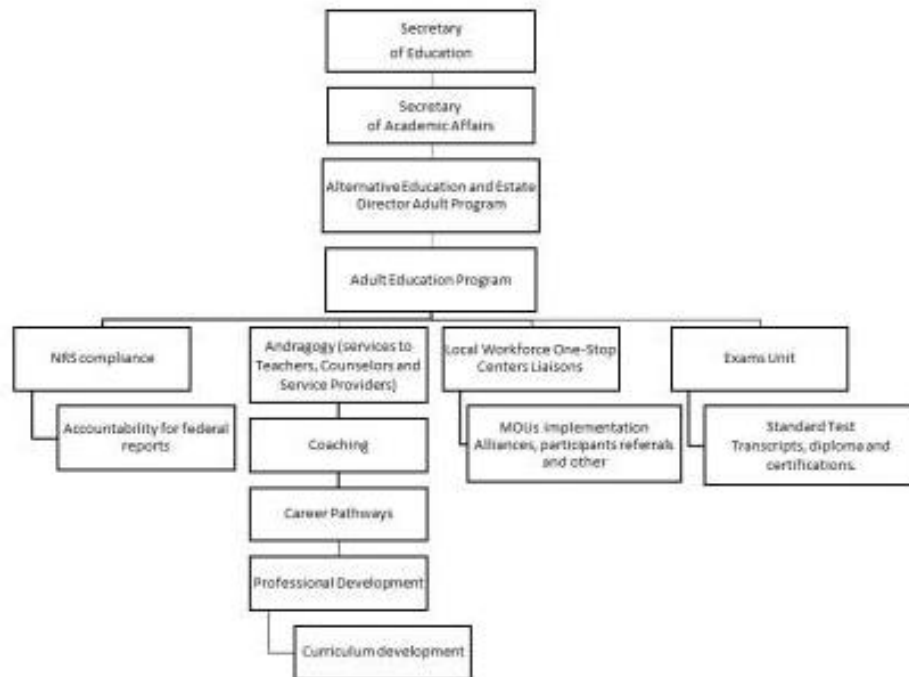 Secretary
of Education
Secretary
of Academic Affairs
Alternative Education and Estate
Director Adult Program
Adult Education Program
NRS compliance
Andragogy (services to
Teachers, Counselors and
Service Providers)
Local Workforce One-Stop
Centers Liaisons
Exams Unit
Accountability for federal
reports
Coaching
MOUs implementation
Alliances, participants referrals
and other
Standard Test
Transcripts, diploma and
certifications.
Career Pathways
Professional Development
Curriculum development